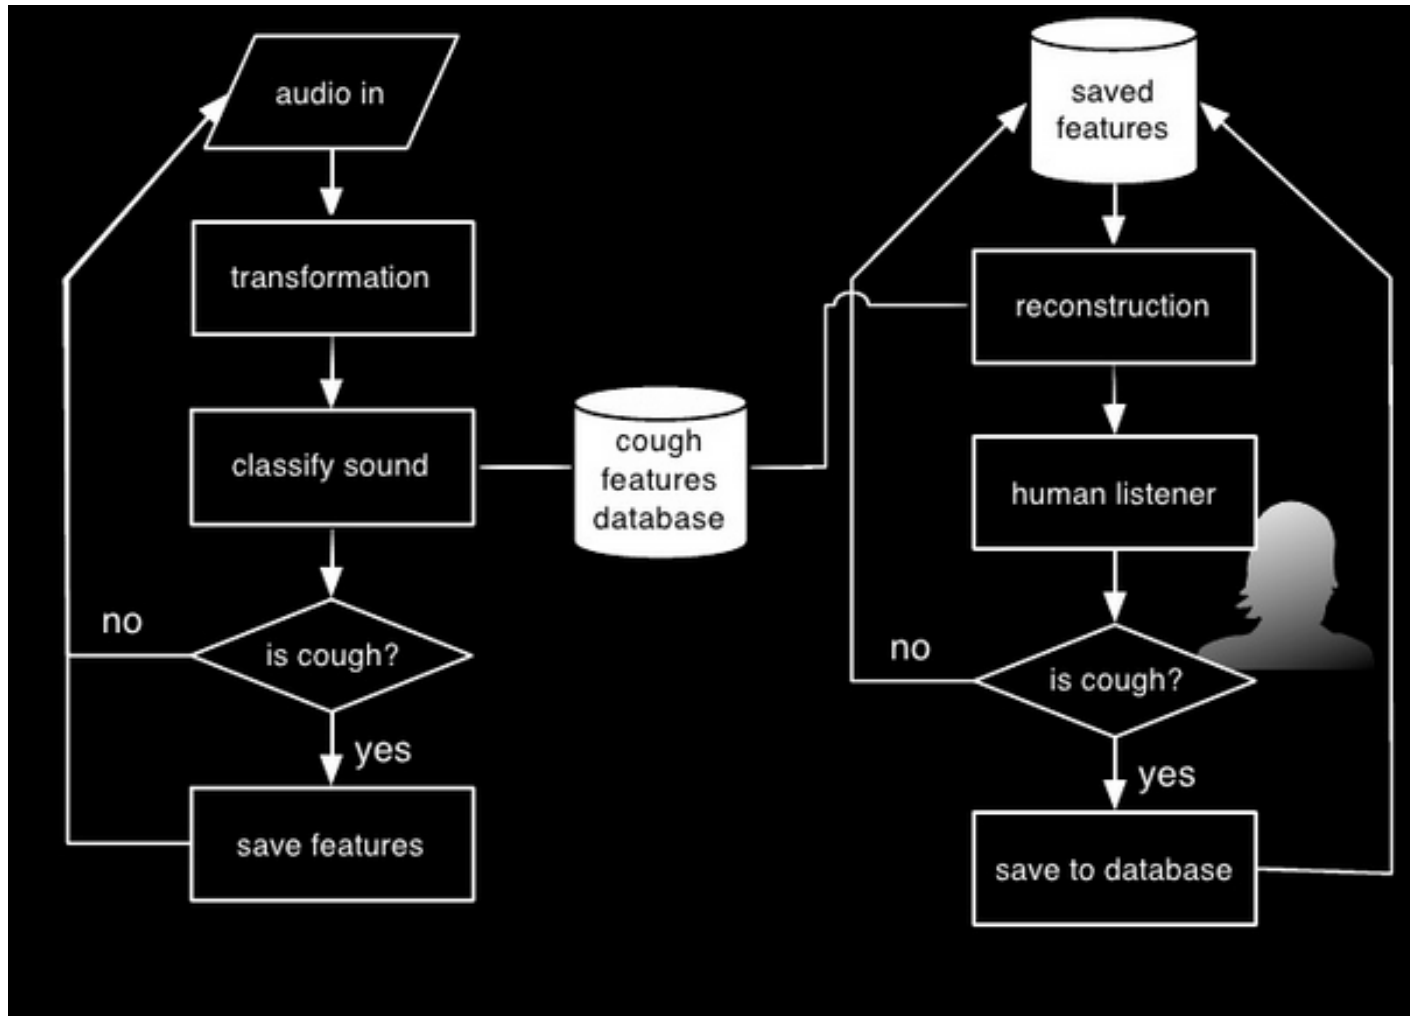 audio in
transformation
classify sound
is cough?
no
yes
save features
cough
features
database
saved
features
reconstruction
human listener
is cough?
no
yes
save to database